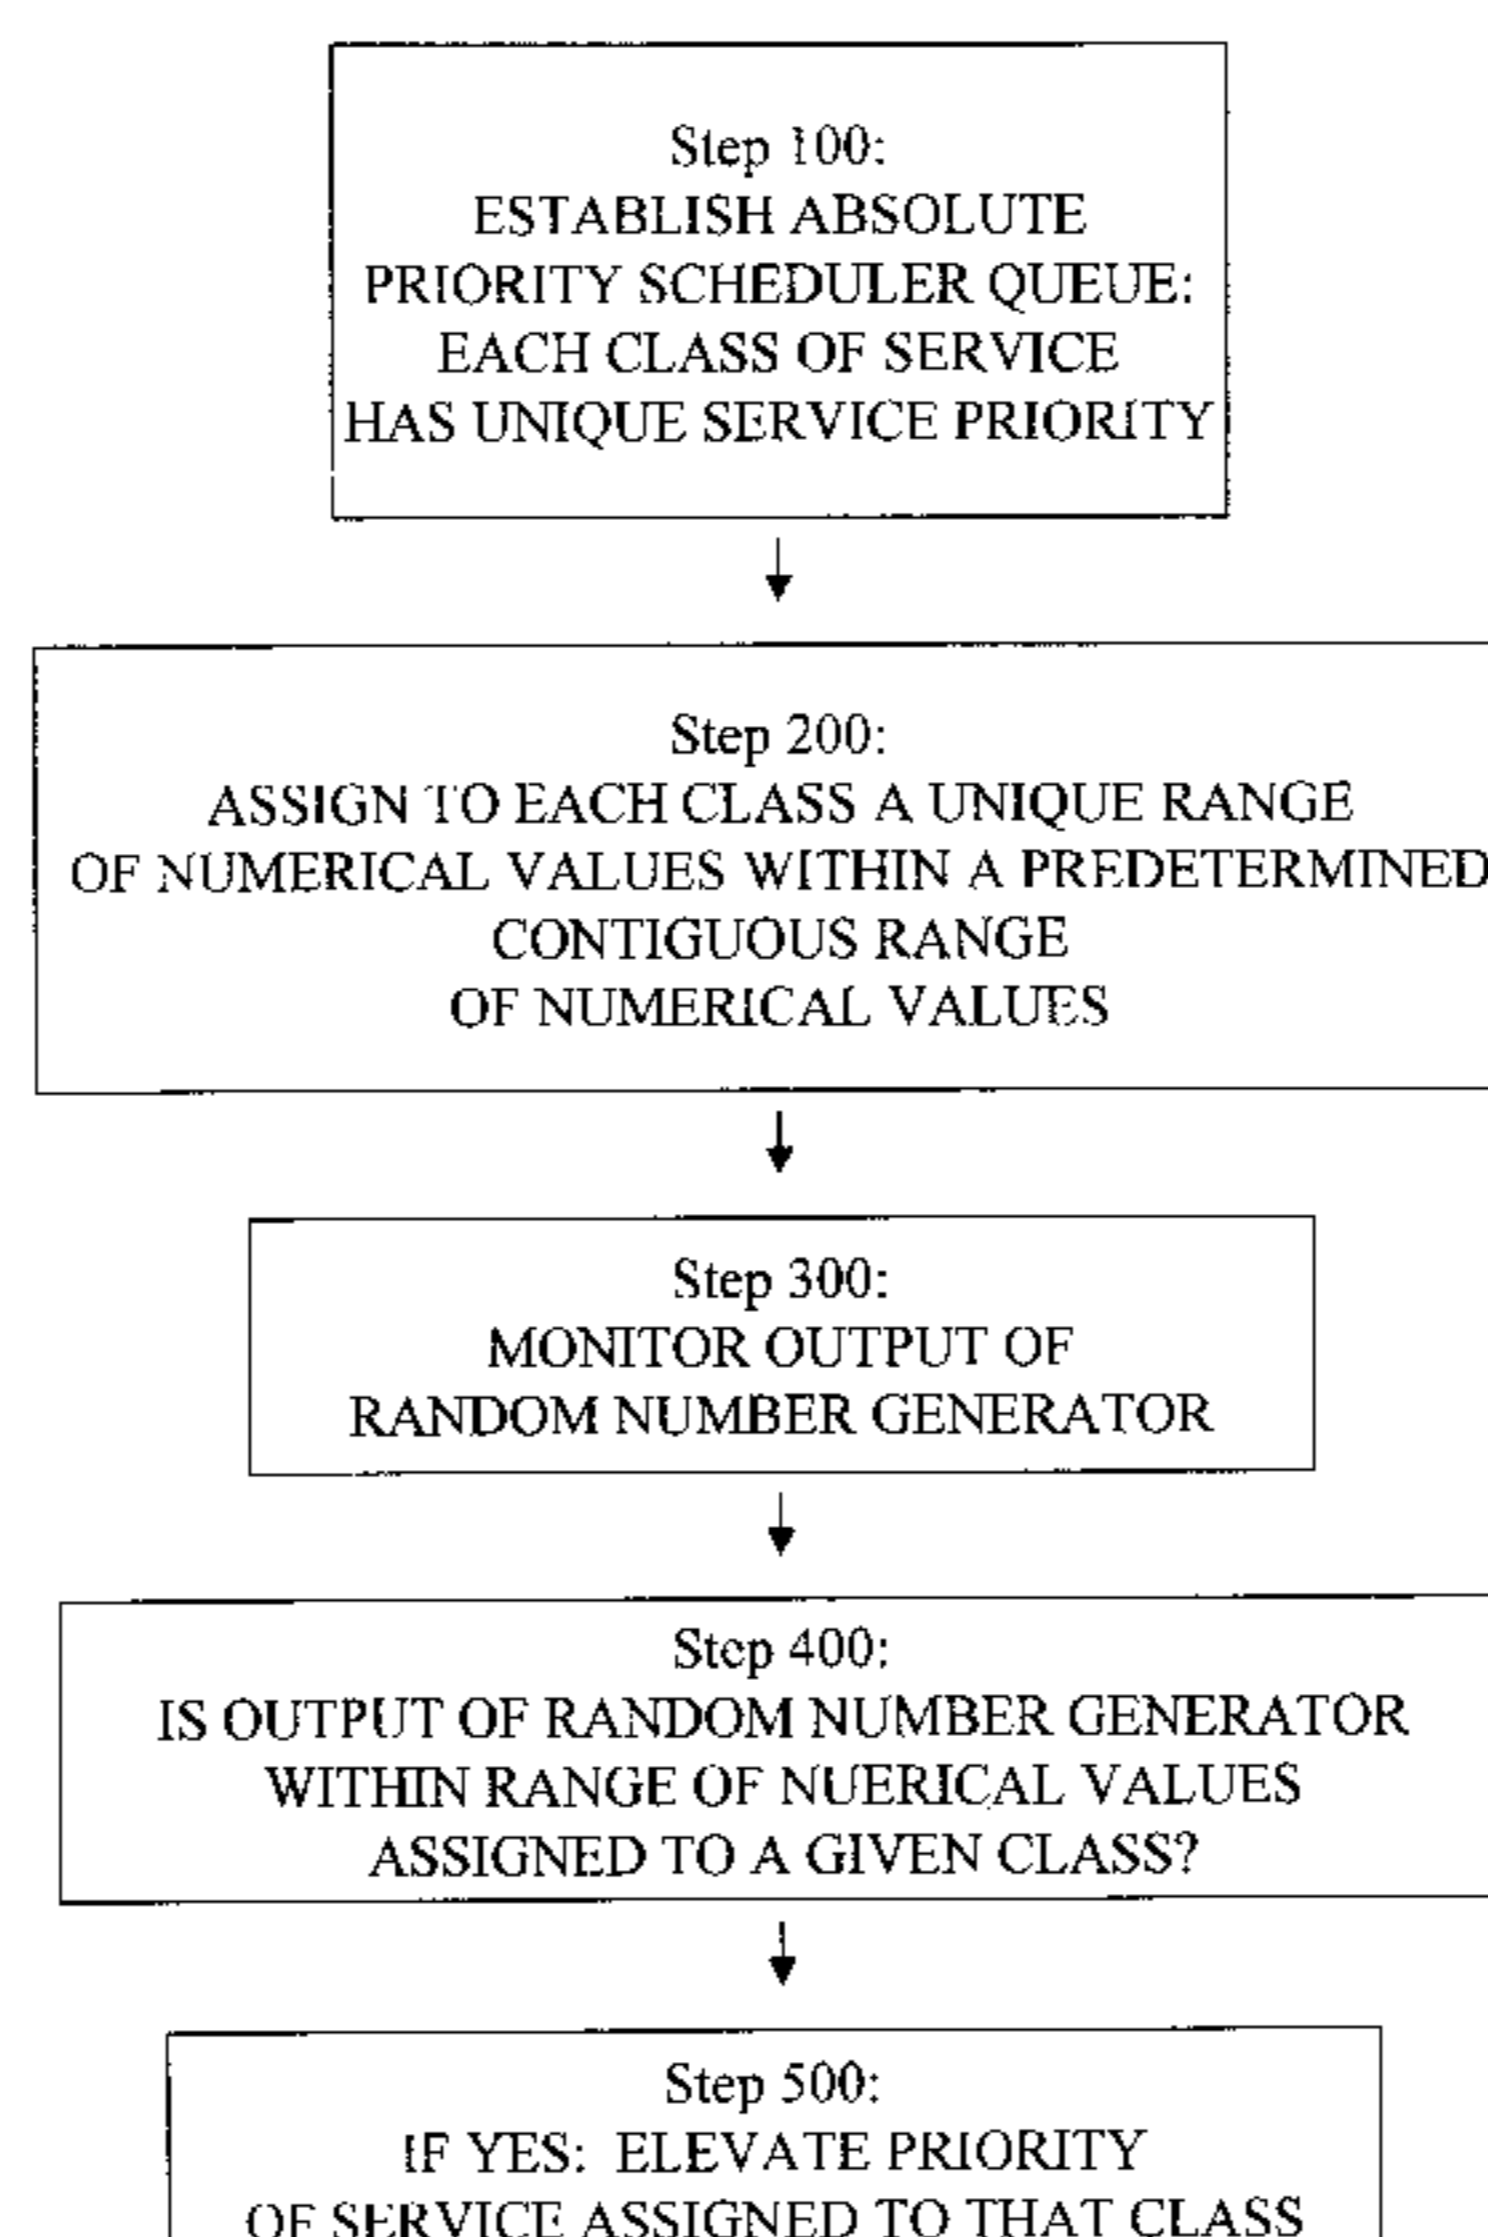 Step 100:
ESTABLISH ABSOLUTE
PRIORITY SCHEDULER QUEUE:
EACH CLASS OF SERVICE
HAS UNIQUE SERVICE PRIORITY
Step 200:
ASSIGN TO EACH CLASS A UNIQUE RANGE
OF NUMERICAL VALUES WITHIN A PREDETERMINED
CONTIGUOUS RANGE
OF NUMERICAL VALUES
Step 300:
MONITOR OUTPUT OF
RANDOM NUMBER GENERATOR
Step 400:
IS OUTPUT OF RANDOM NUMBER GENERATOR
WITHIN RANGE OF NUERICAL VALUES
ASSIGNED TO A GIVEN CLASS?
Step 500:
IF YES: ELEVATE PRIORITY
OF SERVICE ASSIGNED TO THAT CLASS